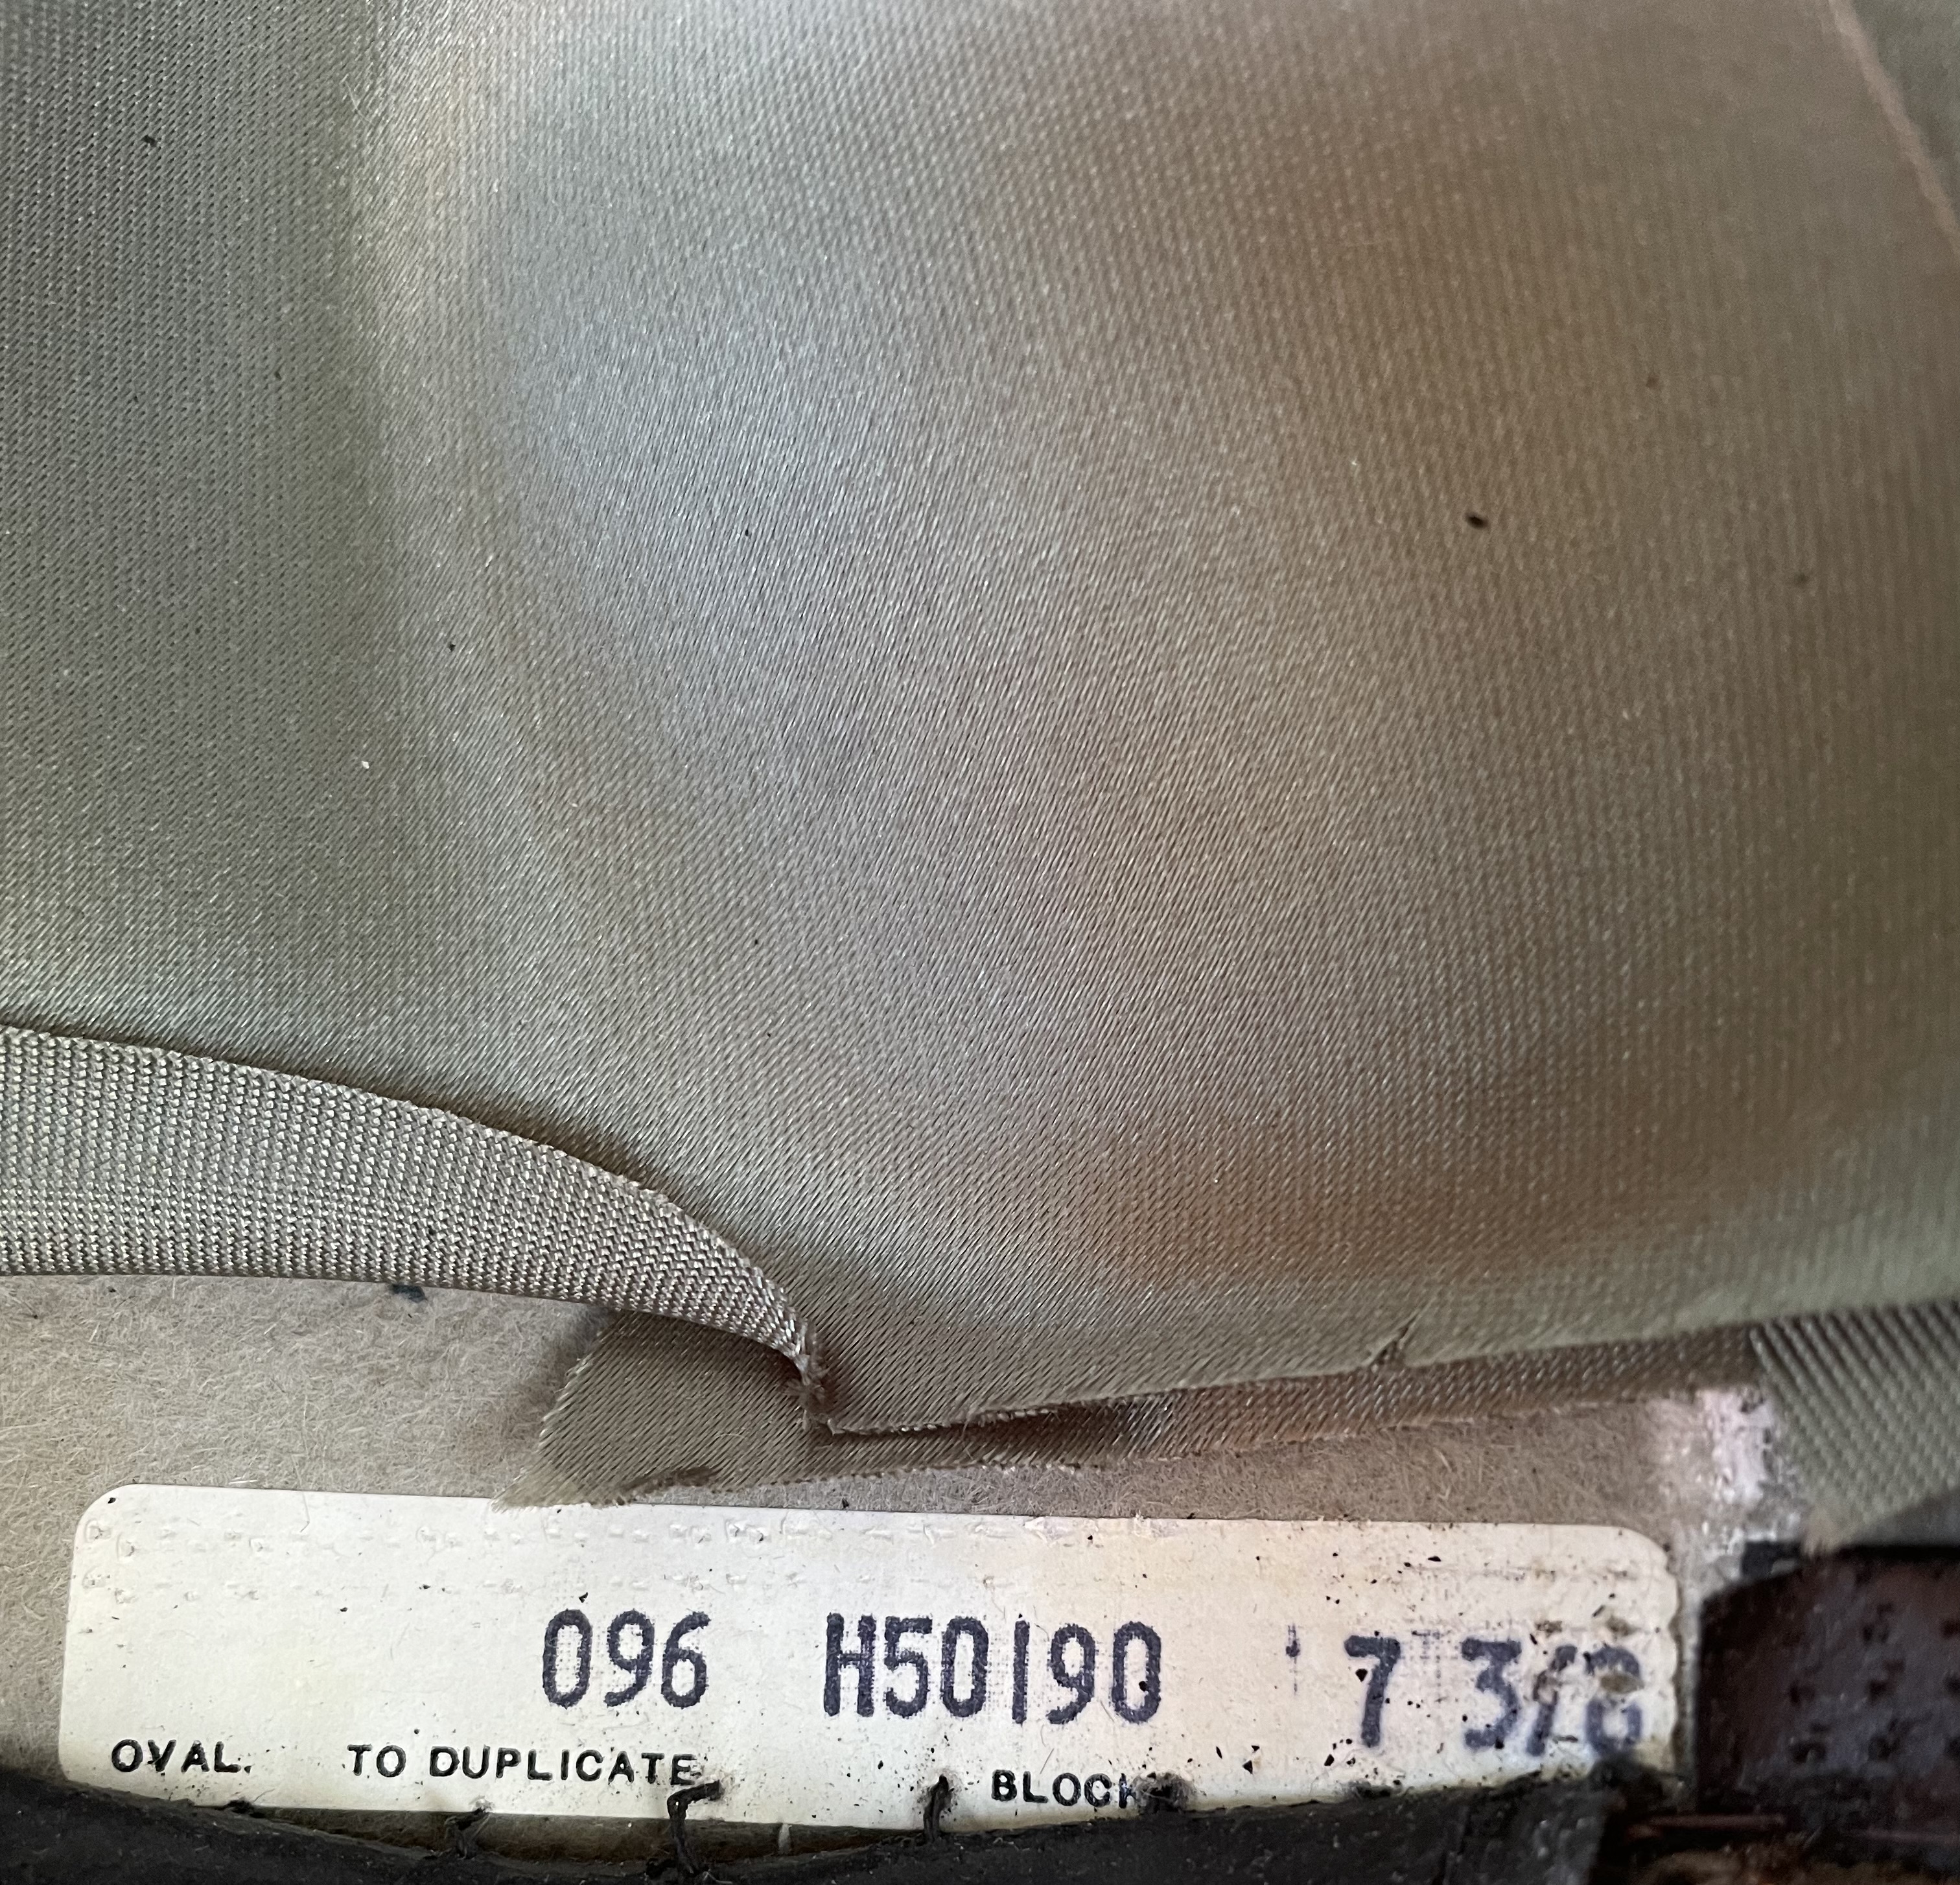 096 H50190 7 3/8
OVAL. TO DUPLICATE BLOCK